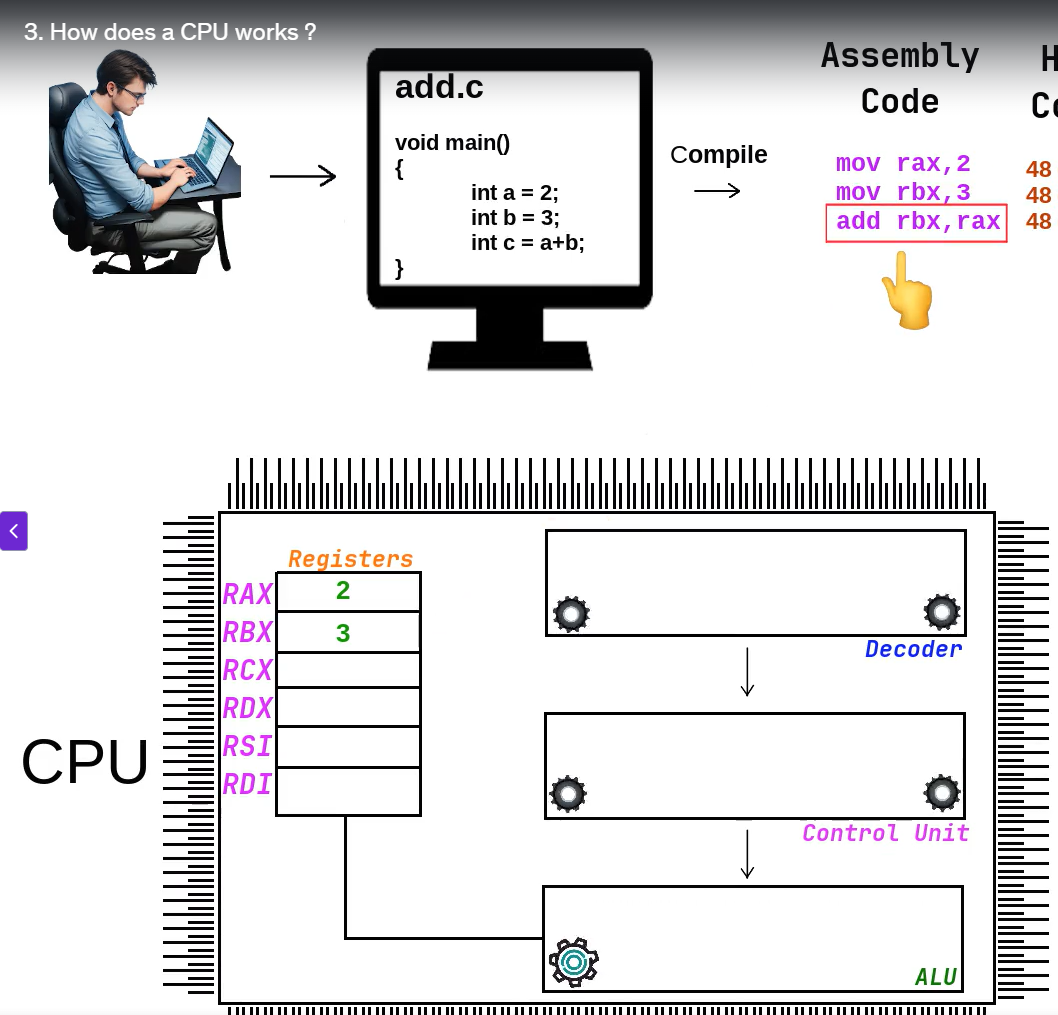 3. How does a CPU works ?
add.c
void main()
{
int a = 2;
int b = 3;
int c = a+b;
}
Compile
Assembly
Code
mov rax,2
mov rbx,3
add rbx,rax
H
Co
48
48
48
CPU
Registers
RAX 2
RBX 3
RCX
RDX
RSI
RDI
Decoder
Control Unit
ALU